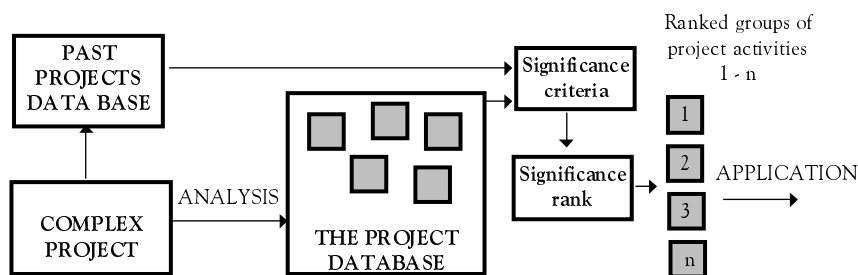 PAST
PROJECTS
DATA BASE
COMPLEX
PROJECT
ANALYSIS
THE PROJECT
DATABASE
Significance
criteria
Significance
rank
Ranked groups of
project activities
1 - n
1
2
3
n
APPLICATION